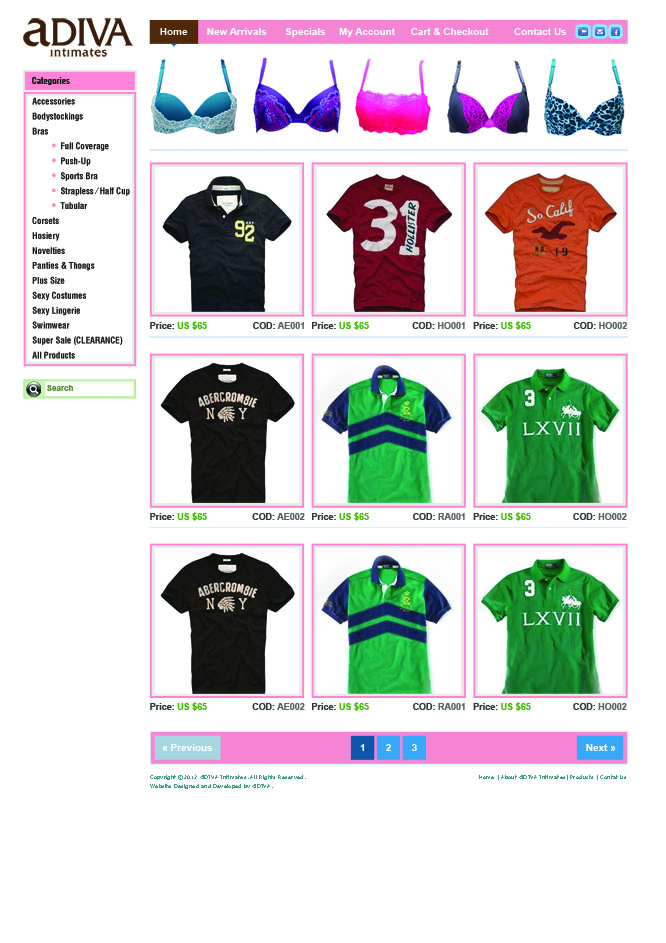 aDIVA
intimates
Home New Arrivals Specials My Account Cart & Checkout Contact Us
Categories
Accessories
Bodystockings
Bras
Full Coverage
Push-Up
Sports Bra
Strapless/Half Cup
Tubular
Corsets
Hosiery
Novelties
Panties & Thongs
Plus Size
Sexy Costumes
Sexy Lingerie
Swimwear
Super Sale (CLEARANCE)
All Products
Search
92
31
HOLLISTER
So. Calif
NO. 19
Price: US $65 COD: AE001
Price: US $65 COD: HO001
Price: US $65 COD: HO002
ABERCROMBIE
N Y
3
LXVII
Price: US $65 COD: AE002
Price: US $65 COD: RA001
Price: US $65 COD: HO002
ABERCROMBIE
N Y
3
LXVII
Price: US $65 COD: AE002
Price: US $65 COD: RA001
Price: US $65 COD: HO002
« Previous 1 2 3 Next »
Copyright © 2012 aDIVA Intimates. All Rights Reserved.
Website Designed and Developed by aDIVA.
Home | About aDIVA Intimates | Products | Contat Us